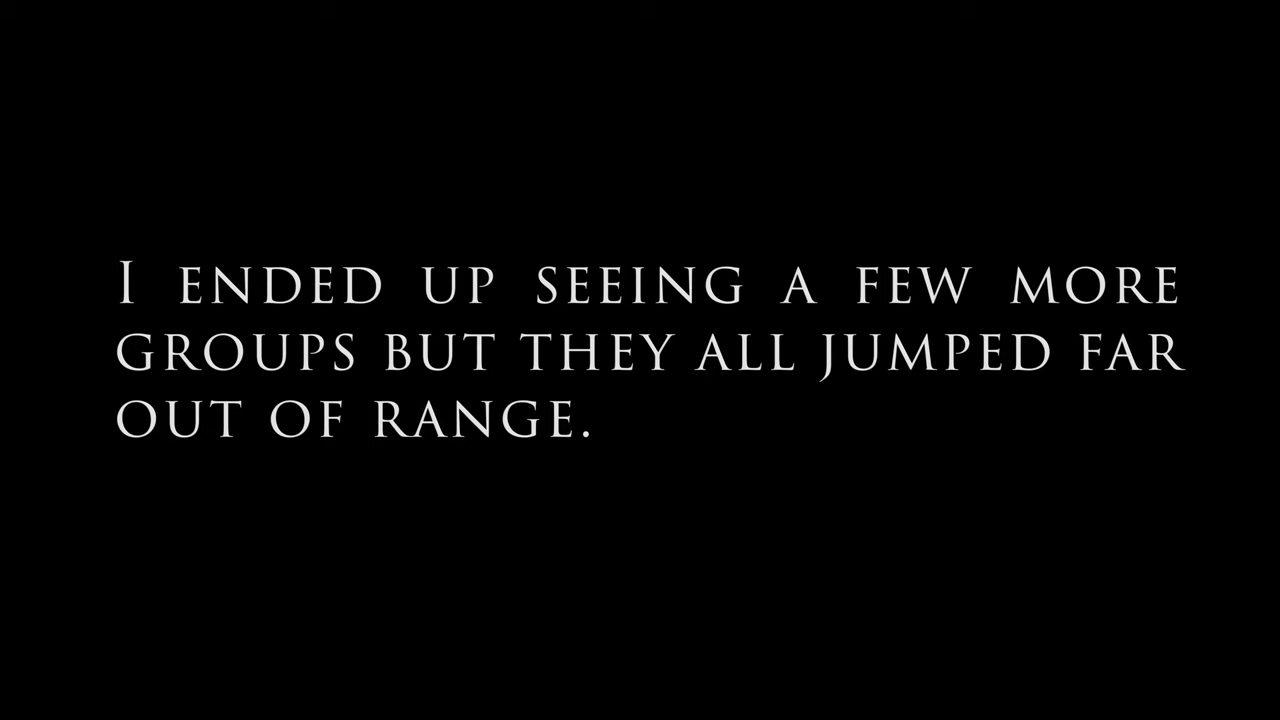 I ENDED UP SEEING A FEW MORE
GROUPS BUT THEY ALL JUMPED FAR
OUT OF RANGE.